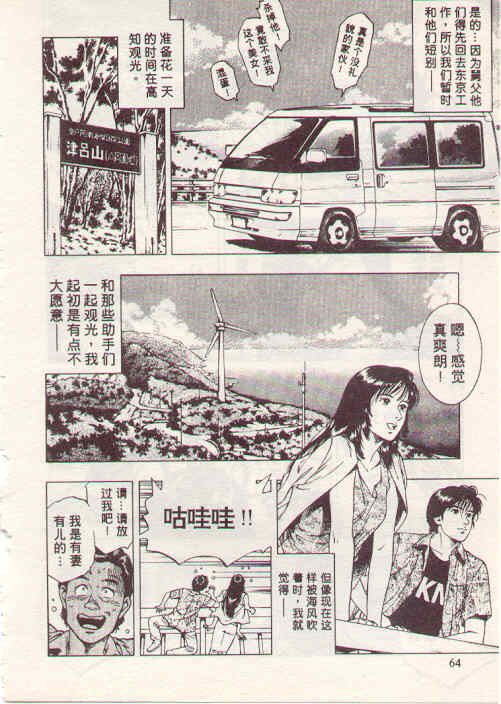 是的…因为舅父他
们得先回去东京工
作，所以我们暂时
和他们短别——
真是个没礼
貌的家伙！
杀掉他，
竟敢不来我
这个美女！
混蛋！
准备花一天
的时间在高
知观光。
津吕山
嗯～感觉
真爽朗！
和那些助手们
一起观光，我
起初是有点不
大愿意——
但像现在这
样被海风吹
著时，我就
觉得——
KN
咕哇哇!!
请…请放
过我吧！
我是有妻
有儿的…
64